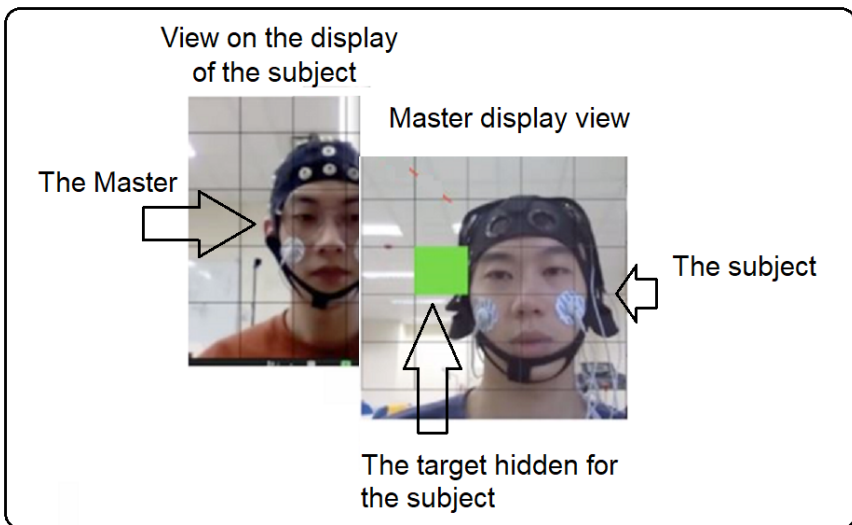 View on the display
of the subject
Master display view
The Master
The subject
The target hidden for
the subject